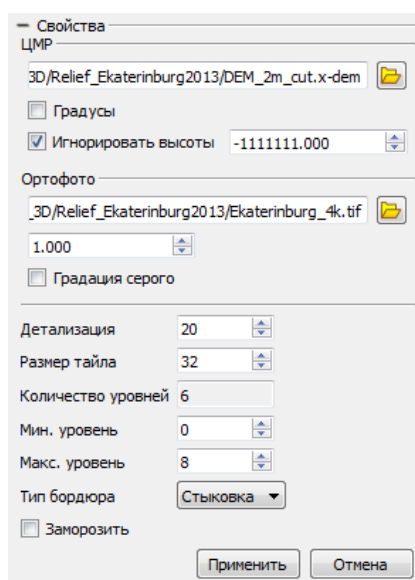 Свойства
ЦМР
3D/Relief_Ekaterinburg2013/DEM_2m_cut.x-dem
Градусы
Игнорировать высоты -1111111.000
Ортофото
_3D/Relief_Ekaterinburg2013/Ekaterinburg_4k.tif
1.000
Градация серого
Детализация 20
Размер тайла 32
Количество уровней 6
Мин. уровень 0
Макс. уровень 8
Тип бордюра Стыковка
Заморозить
Применить Отмена